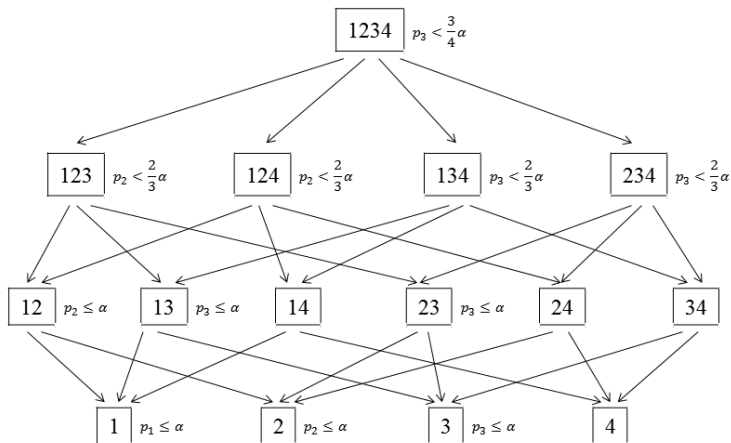 1234 p₃ < 3/4 α
123 p₂ < 2/3 α 124 p₂ < 2/3 α 134 p₃ < 2/3 α 234 p₃ < 2/3 α
12 p₂ ≤ α 13 p₃ ≤ α 14 23 p₃ ≤ α 24 34
1 p₁ ≤ α 2 p₂ ≤ α 3 p₃ ≤ α 4